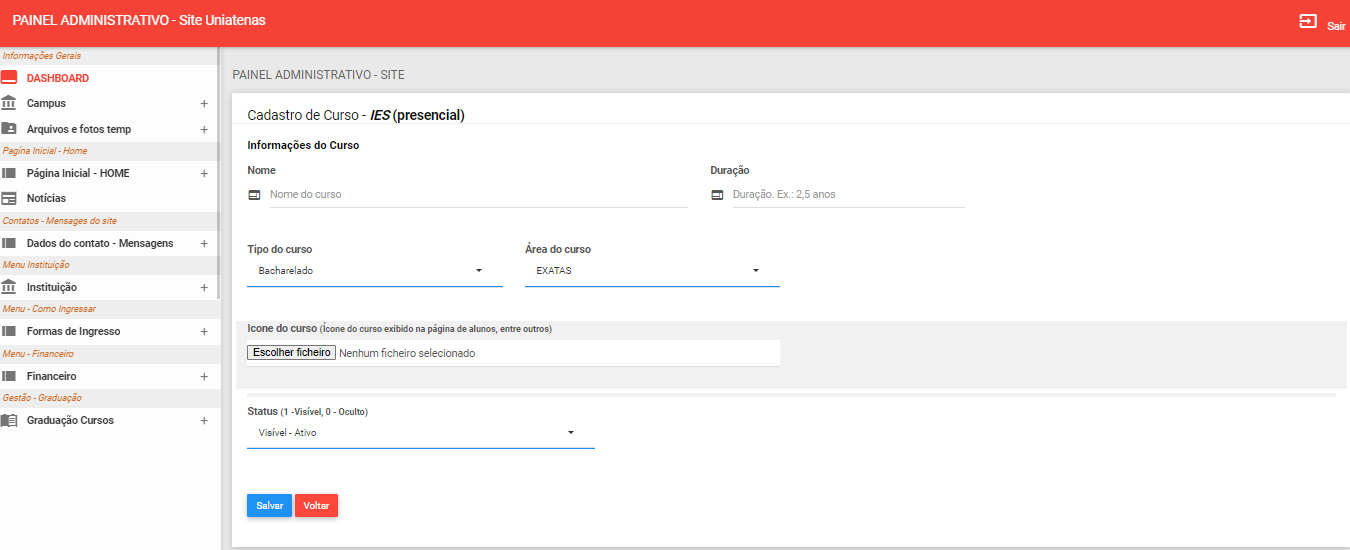 PAINEL ADMINISTRATIVO - Site Uniatenas
Sair
Informações Gerais
DASHBOARD
Campus +
Arquivos e fotos temp +
Pagína Inicial - Home
Página Inicial - HOME +
Notícias
Contatos - Mensages do site
Dados do contato - Mensagens +
Menu Instituição
Instituição +
Menu - Como Ingressar
Formas de Ingresso +
Menu - Financeiro
Financeiro +
Gestão - Graduação
Graduação Cursos +
PAINEL ADMINISTRATIVO - SITE
Cadastro de Curso - IES (presencial)
Informações do Curso
Nome
Nome do curso
Duração
Duração. Ex.: 2,5 anos
Tipo do curso
Bacharelado
Área do curso
EXATAS
Icone do curso (Ícone do curso exibido na página de alunos, entre outros)
Escolher ficheiro Nenhum ficheiro selecionado
Status (1 -Visível, 0 - Oculto)
Visível - Ativo
Salvar Voltar